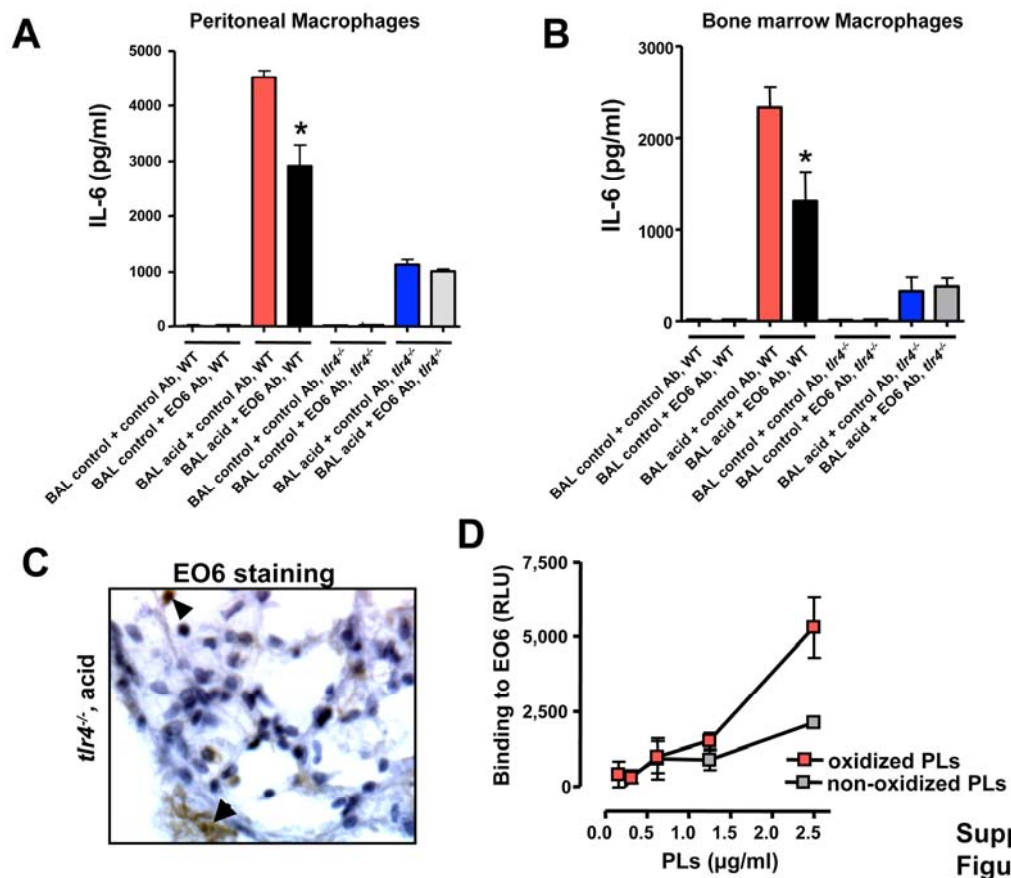 A
Peritoneal Macrophages
IL-6 (pg/ml)
5000
4000
3000
2000
1000
0
*
BAL control + control Ab, WT
BAL control + EO6 Ab, WT
BAL acid + control Ab, WT
BAL acid + EO6 Ab, WT
BAL control + control Ab, tlr4-/-
BAL control + EO6 Ab, tlr4-/-
BAL acid + control Ab, tlr4-/-
BAL acid + EO6 Ab, tlr4-/-
B
Bone marrow Macrophages
IL-6 (pg/ml)
3000
2000
1000
0
*
BAL control + control Ab, WT
BAL control + EO6 Ab, WT
BAL acid + control Ab, WT
BAL acid + EO6 Ab, WT
BAL control + control Ab, tlr4-/-
BAL control + EO6 Ab, tlr4-/-
BAL acid + control Ab, tlr4-/-
BAL acid + EO6 Ab, tlr4-/-
C
EO6 staining
tlr4-/-, acid
D
Binding to EO6 (RLU)
7,500
5,000
2,500
0
oxidized PLs
non-oxidized PLs
0.0 0.5 1.0 1.5 2.0 2.5
PLs (µg/ml)
Supp
Figu